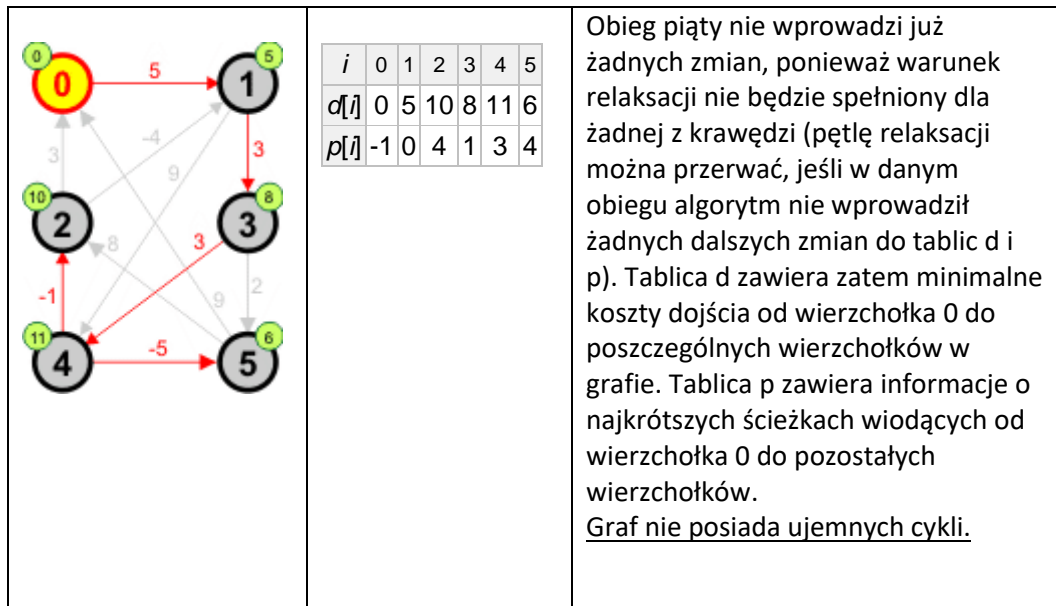 0
5
0
5
1
3
-4
9
3
10
2
8
3
3
8
2
-1
9
11
4
-5
6
5
i 0 1 2 3 4 5
d[i] 0 5 10 8 11 6
p[i] -1 0 4 1 3 4
Obieg piąty nie wprowadzi już
żadnych zmian, ponieważ warunek
relaksacji nie będzie spełniony dla
żadnej z krawędzi (pętlę relaksacji
można przerwać, jeśli w danym
obiegu algorytm nie wprowadził
żadnych dalszych zmian do tablic d i
p). Tablica d zawiera zatem minimalne
koszty dojścia od wierzchołka 0 do
poszczególnych wierzchołków w
grafie. Tablica p zawiera informacje o
najkrótszych ścieżkach wiodących od
wierzchołka 0 do pozostałych
wierzchołków.
Graf nie posiada ujemnych cykli.